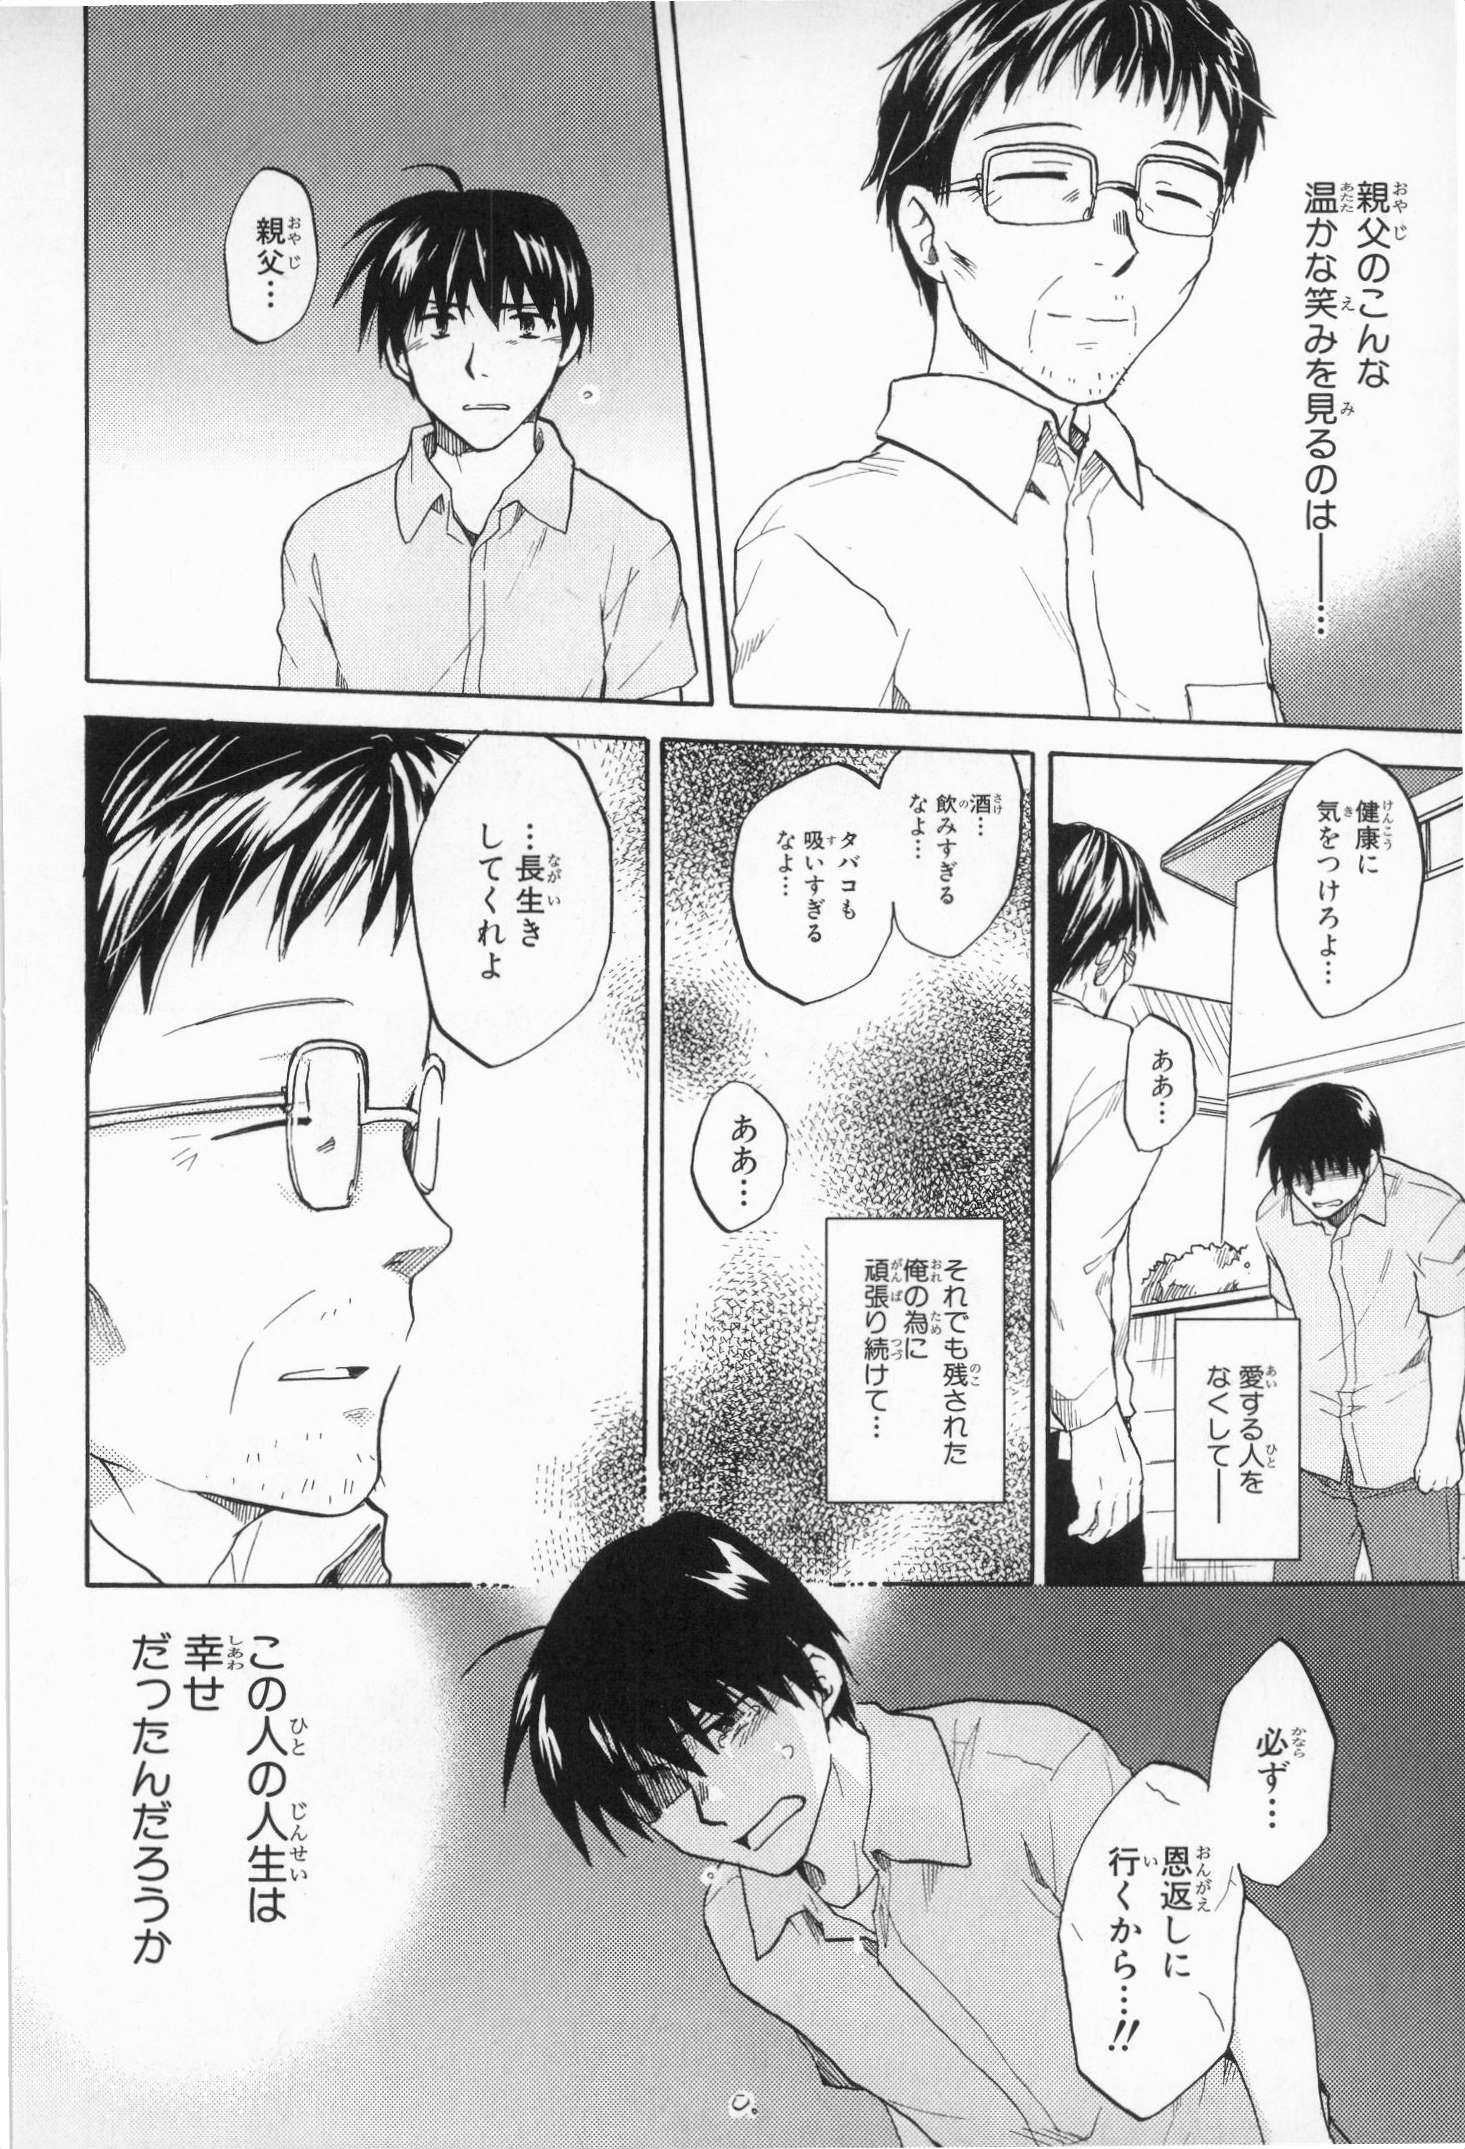 親父のこんな
温かな笑みを見るのは――…
親父…
健康に
気をつけろよ…
ああ…
愛する人を
なくして――
酒…
飲みすぎる
なよ…
タバコも
吸いすぎる
なよ…
ああ…
それでも残された
俺の為に
頑張り続けて…
…長生き
してくれよ
必ず…
恩返しに
行くから…!!
この人の人生は
幸せ
だったんだろうか